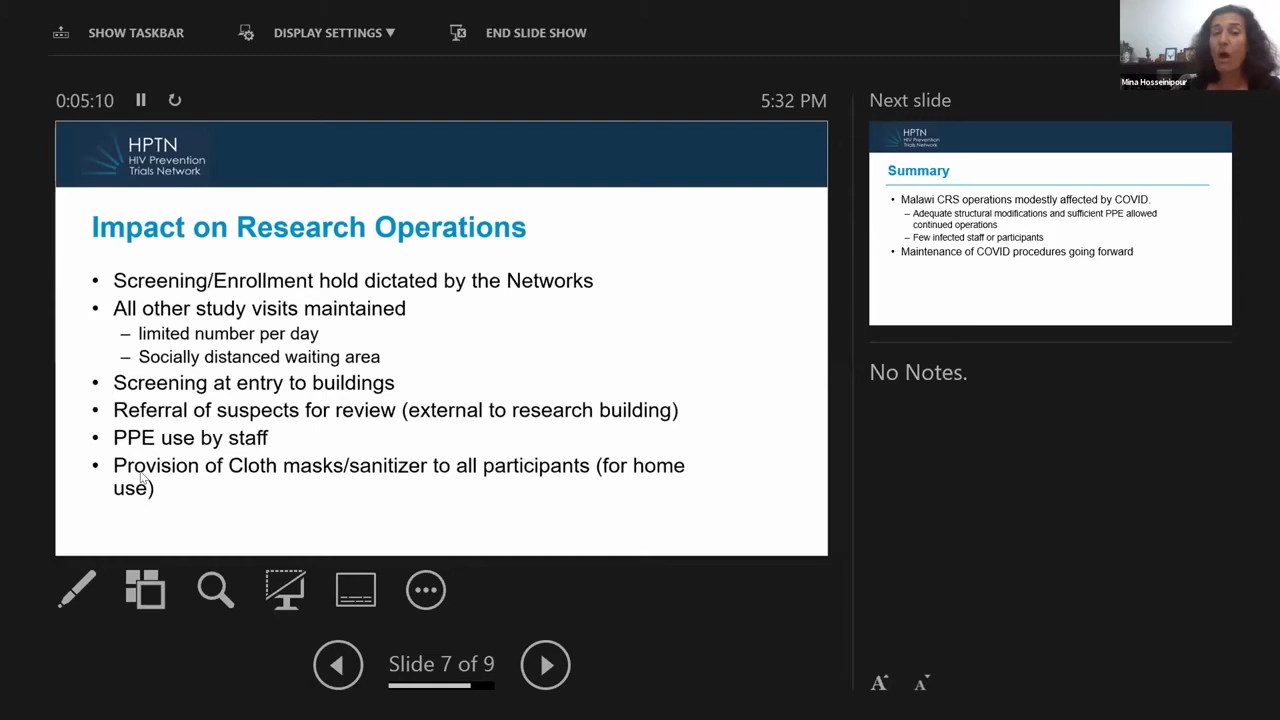 SHOW TASKBAR
DISPLAY SETTINGS ▼
END SLIDE SHOW
Mina Hosseinipour
0:05:10
5:32 PM
HPTN
HIV Prevention
Trials Network
Impact on Research Operations
• Screening/Enrollment hold dictated by the Networks
• All other study visits maintained
– limited number per day
– Socially distanced waiting area
• Screening at entry to buildings
• Referral of suspects for review (external to research building)
• PPE use by staff
• Provision of Cloth masks/sanitizer to all participants (for home
use)
Slide 7 of 9
Next slide
HPTN
HIV Prevention
Trials Network
Summary
• Malawi CRS operations modestly affected by COVID.
– Adequate structural modifications and sufficient PPE allowed
continued operations
– Few infected staff or participants
• Maintenance of COVID procedures going forward
No Notes.
A A